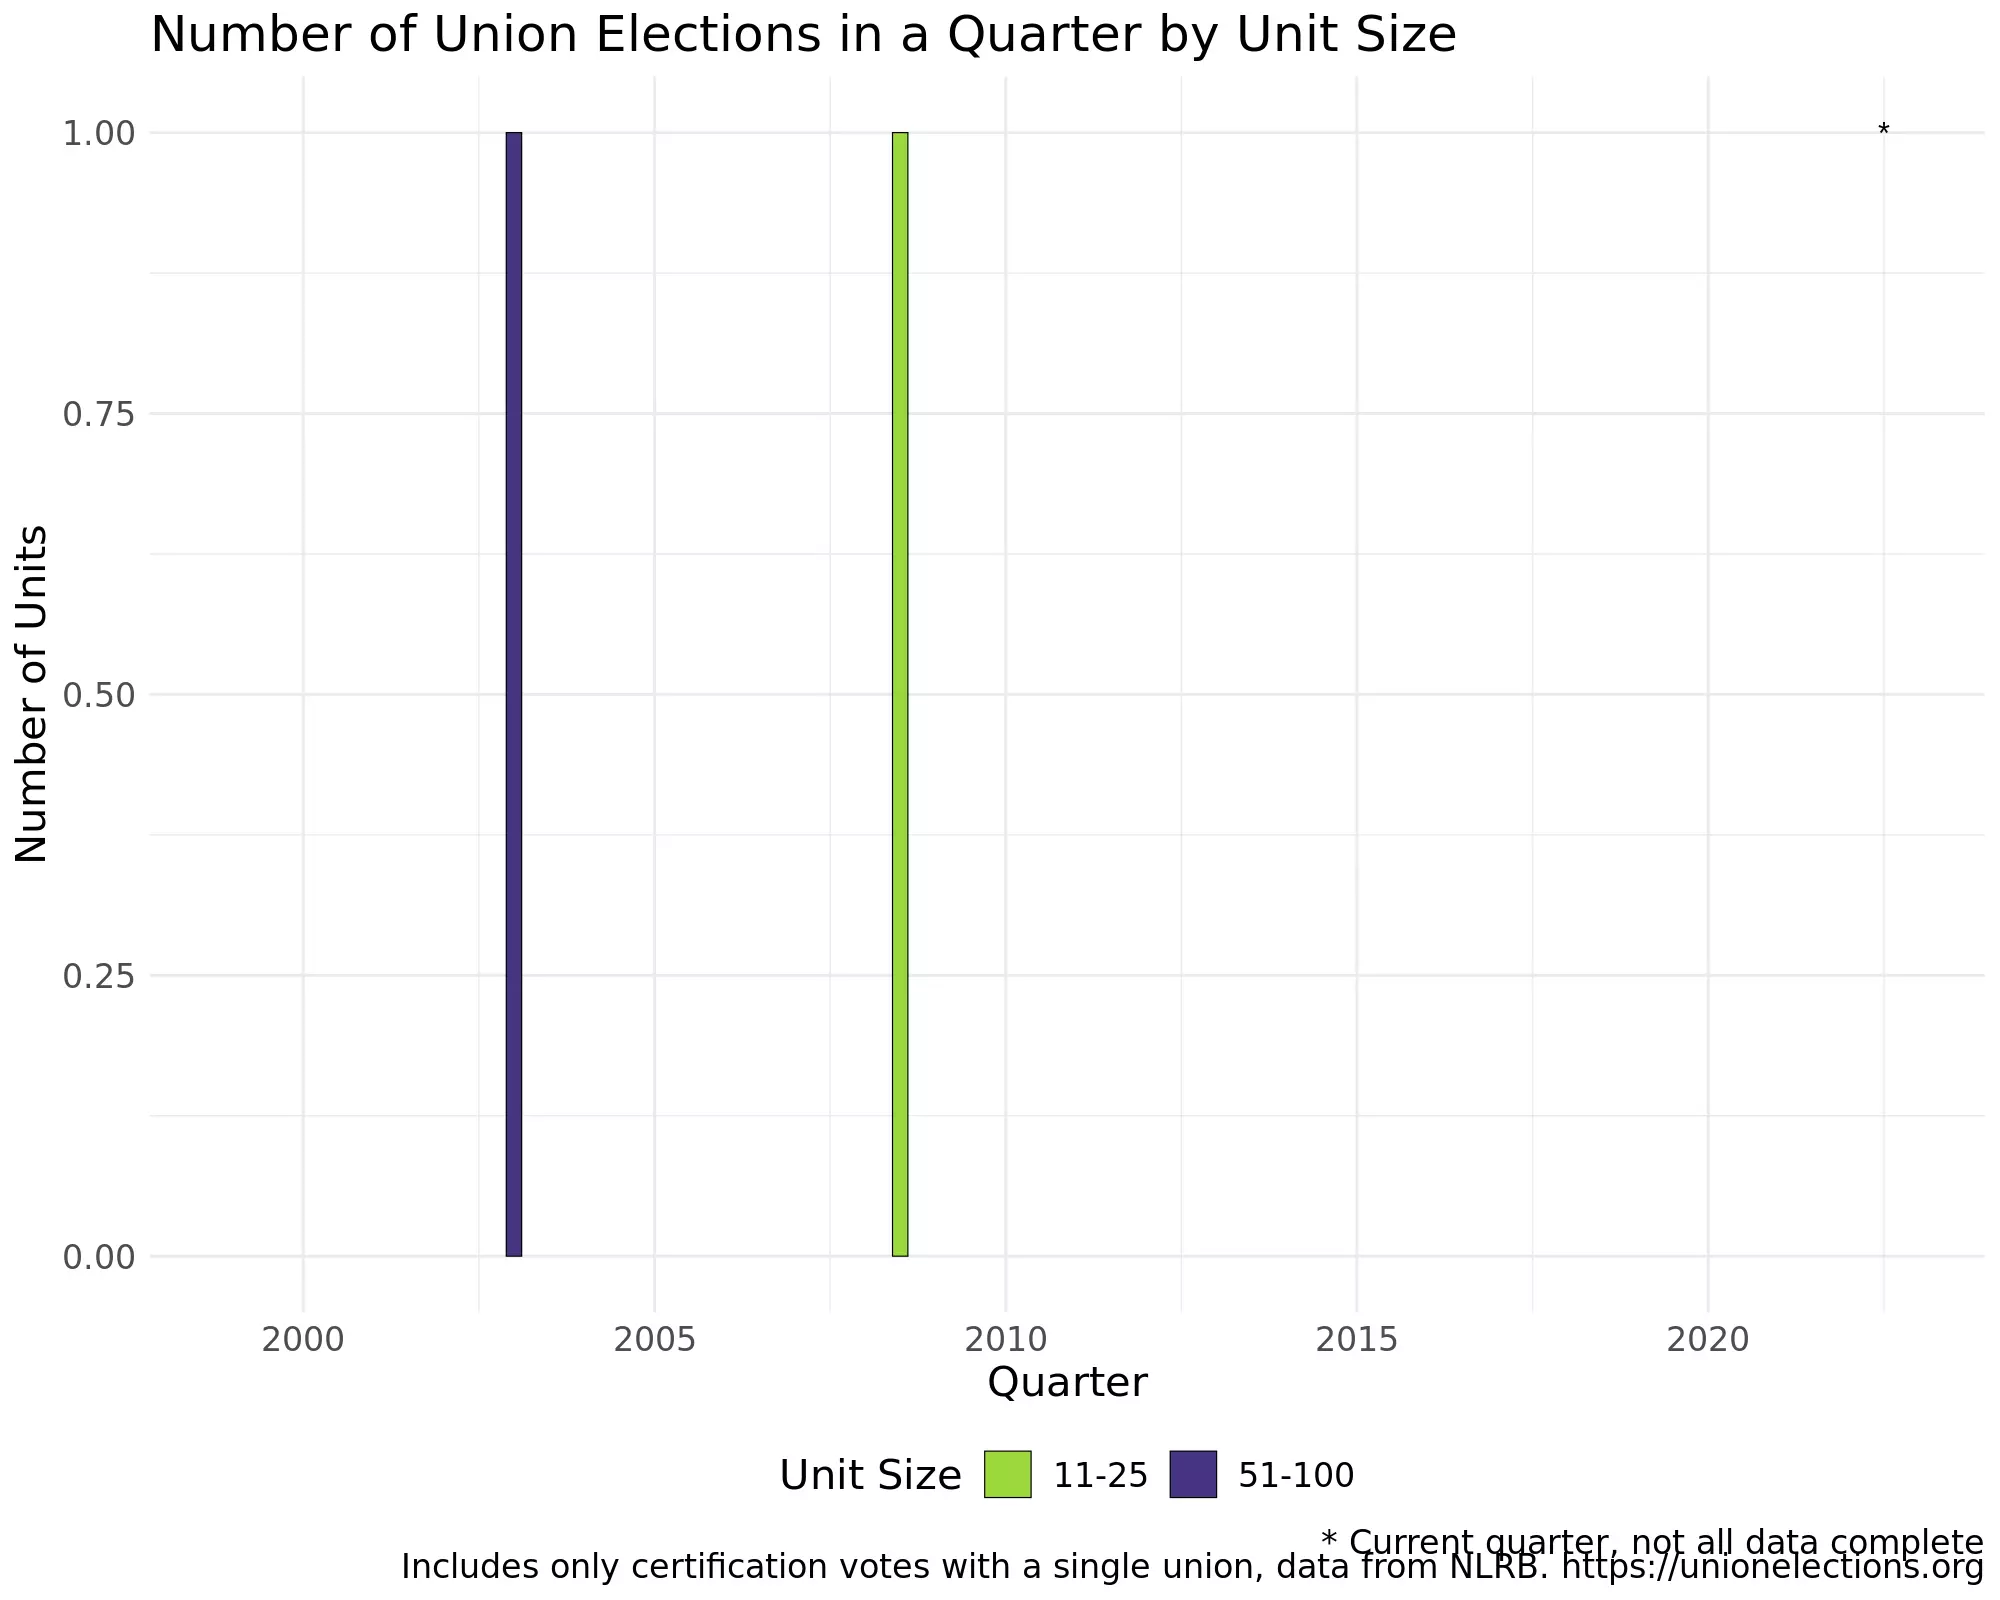 Number of Union Elections in a Quarter by Unit Size
1.00
*
0.75
0.50
0.25
0.00
Number of Units
2000 2005 2010 2015 2020
Quarter
Unit Size 11-25 51-100
* Current quarter, not all data complete
Includes only certification votes with a single union, data from NLRB. https://unionelections.org